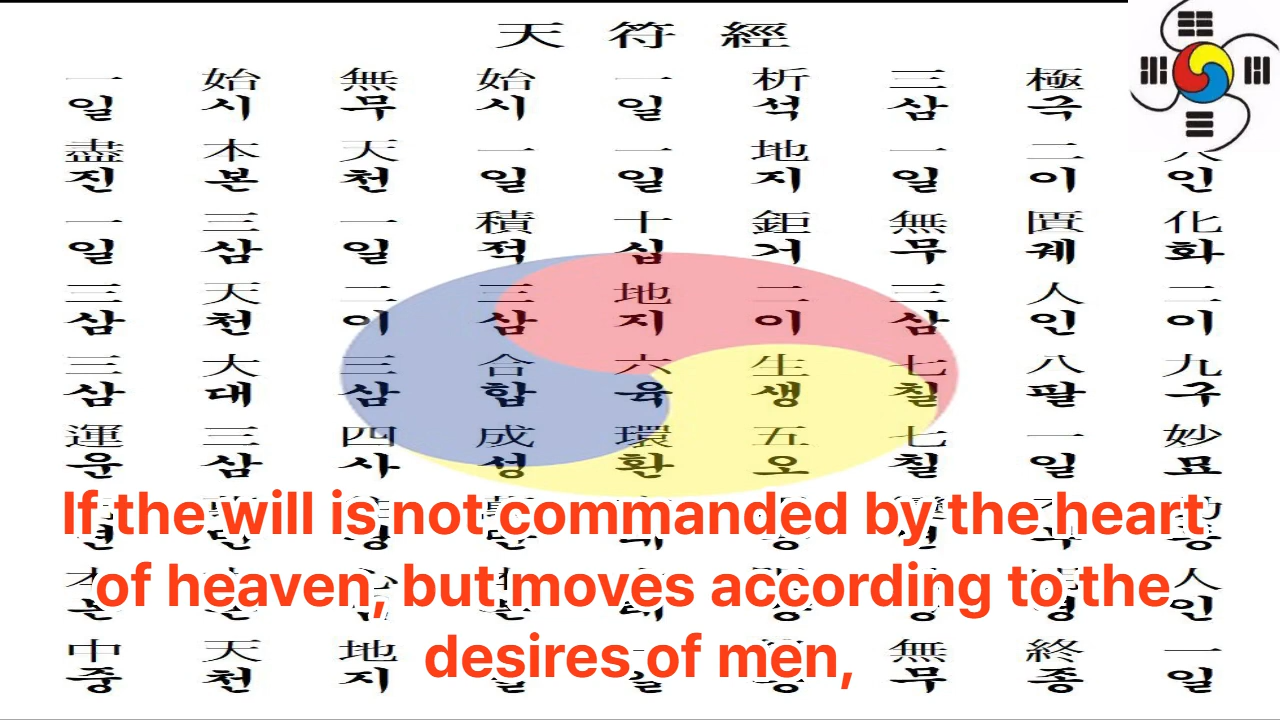 天 符 經
一 始 無 始 一 析 三 極
일 시 무 시 일 석 삼 극
盡 本 天 一 一 地 一 二 人
진 본 천 일 일 지 일 이 인
一 三 一 積 十 鉅 無 匱 化
일 삼 일 적 십 거 무 궤 화
三 天 二 三 地 二 三 人 二
삼 천 이 삼 지 이 삼 인 이
三 大 三 合 六 生 七 八 九
삼 대 삼 합 육 생 칠 팔 구
運 三 四 成 環 五 七 一 妙
운 삼 사 성 환 오 칠 일 묘
If the will is not commanded by the heart
of heaven, but moves according to the
desires of men,
人
인
中 天 地 無 終 一
중 천 지 무 종 일